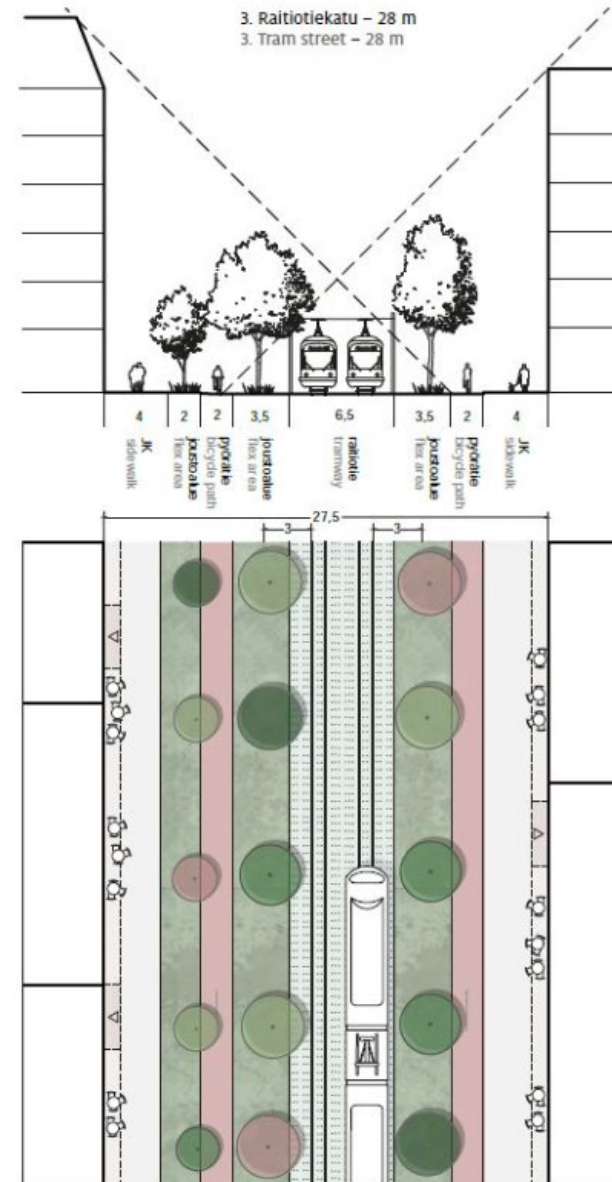 3. Raitiotiekatu – 28 m
3. Tram street – 28 m
4 2 2 3,5 6,5 3,5 2 4
JK
sidewalk
joustoalue
flex area
pyörätie
bicycle path
joustoalue
flex area
raitiotie
tramway
joustoalue
flex area
pyörätie
bicycle path
JK
sidewalk
27,5
3 3